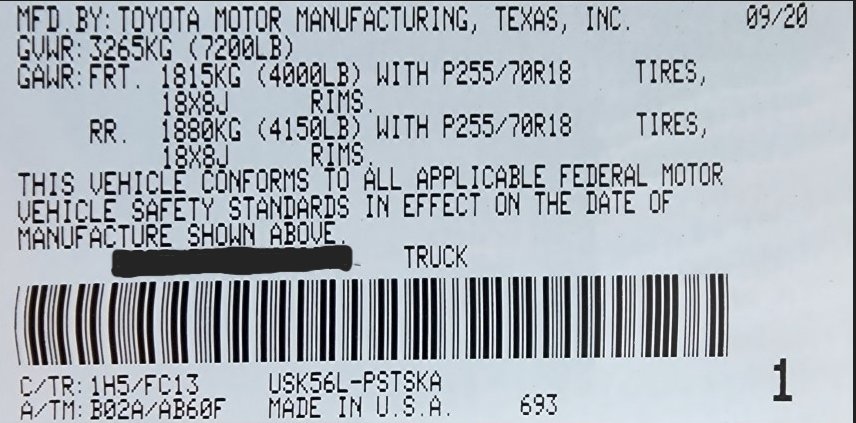 MFD BY: TOYOTA MOTOR MANUFACTURING, TEXAS, INC. 09/20
GVWR: 3265KG (7200LB)
GAWR: FRT. 1815KG (4000LB) WITH P255/70R18 TIRES,
18X8J RIMS.
RR. 1880KG (4150LB) WITH P255/70R18 TIRES,
18X8J RIMS.
THIS VEHICLE CONFORMS TO ALL APPLICABLE FEDERAL MOTOR
VEHICLE SAFETY STANDARDS IN EFFECT ON THE DATE OF
MANUFACTURE SHOWN ABOVE.
TRUCK
C/TR: 1H5/FC13 USK56L-PSTSKA
A/TM: B02A/AB60F MADE IN U.S.A. 693
1